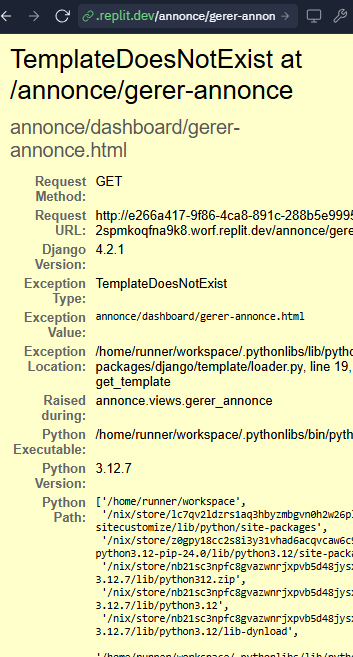 .replit.dev/annonce/gerer-annon
TemplateDoesNotExist at
/annonce/gerer-annonce
annonce/dashboard/gerer-
annonce.html
Request Method: GET
Request URL: http://e266a417-9f86-4ca8-891c-288b5e9995
2spmkoqfna9k8.worf.replit.dev/annonce/gere
Django Version: 4.2.1
Exception Type: TemplateDoesNotExist
Exception Value: annonce/dashboard/gerer-annonce.html
Exception Location: /home/runner/workspace/.pythonlibs/lib/pytho
packages/django/template/loader.py, line 19,
get_template
Raised during: annonce.views.gerer_annonce
Python Executable: /home/runner/workspace/.pythonlibs/bin/pyth
Python Version: 3.12.7
Python Path: ['/home/runner/workspace',
'/nix/store/lc7qv2ldzrs1aq3hbyzmbgvn0h2w26pl
sitecustomize/lib/python/site-packages',
'/nix/store/z0gpy18cc2s8i3y31vhad6acqvcaw6c9
python3.12-pip-24.0/lib/python3.12/site-packa
'/nix/store/nb21sc3npfc8gvazwnrjxpvb5d48jysx
3.12.7/lib/python312.zip',
'/nix/store/nb21sc3npfc8gvazwnrjxpvb5d48jysx
3.12.7/lib/python3.12',
'/nix/store/nb21sc3npfc8gvazwnrjxpvb5d48jysx
3.12.7/lib/python3.12/lib-dynload',